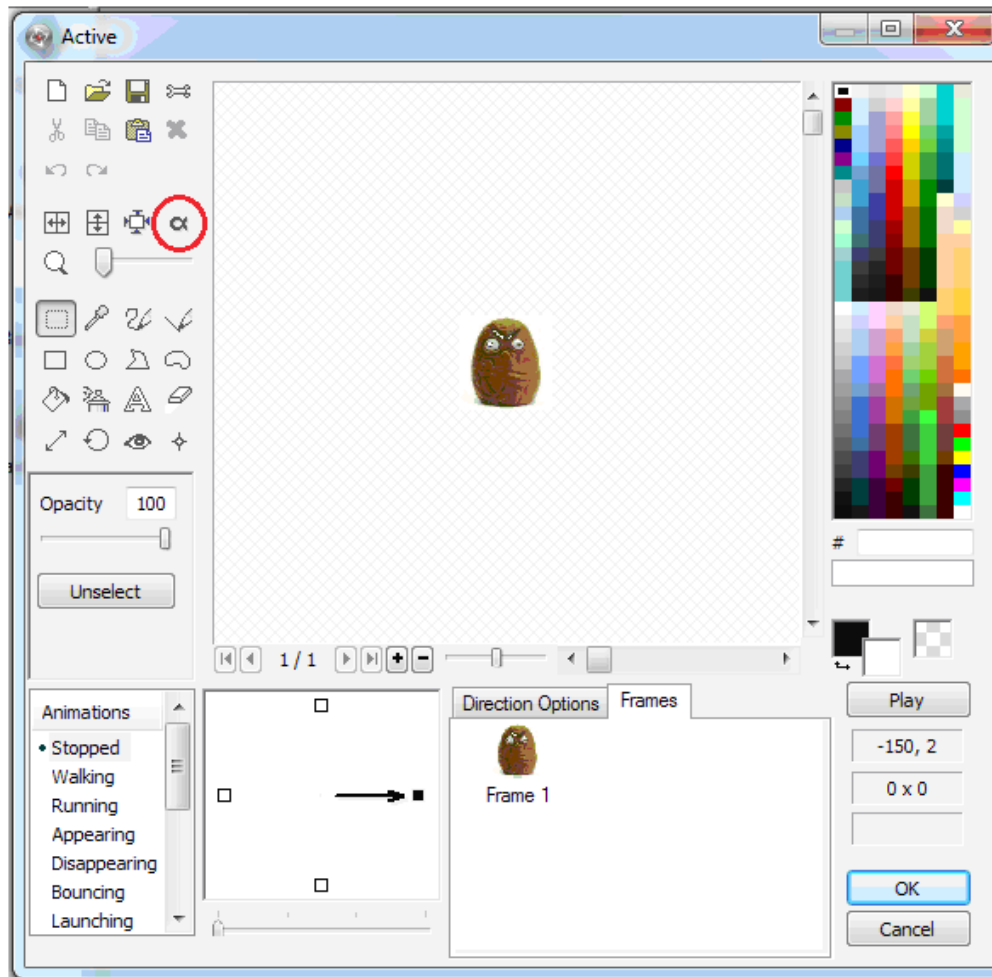 Active
α
Opacity 100
Unselect
#
1 / 1
Animations
Stopped
Walking
Running
Appearing
Disappearing
Bouncing
Launching
Direction Options Frames
Frame 1
Play
-150, 2
0 x 0
OK
Cancel